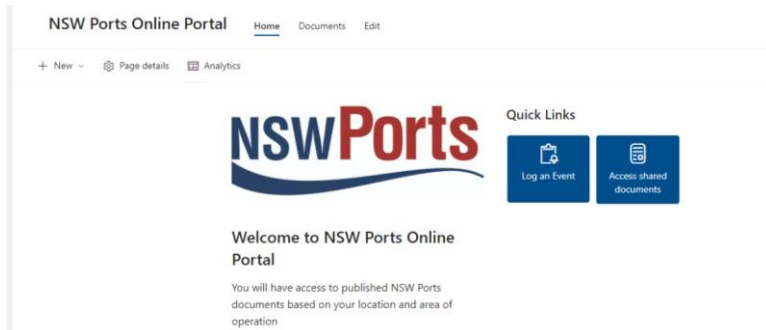 NSW Ports Online Portal Home Documents Edit
+ New Page details Analytics
NSWPorts
Quick Links
Log an Event
Access shared
documents
Welcome to NSW Ports Online
Portal
You will have access to published NSW Ports
documents based on your location and area of
operation